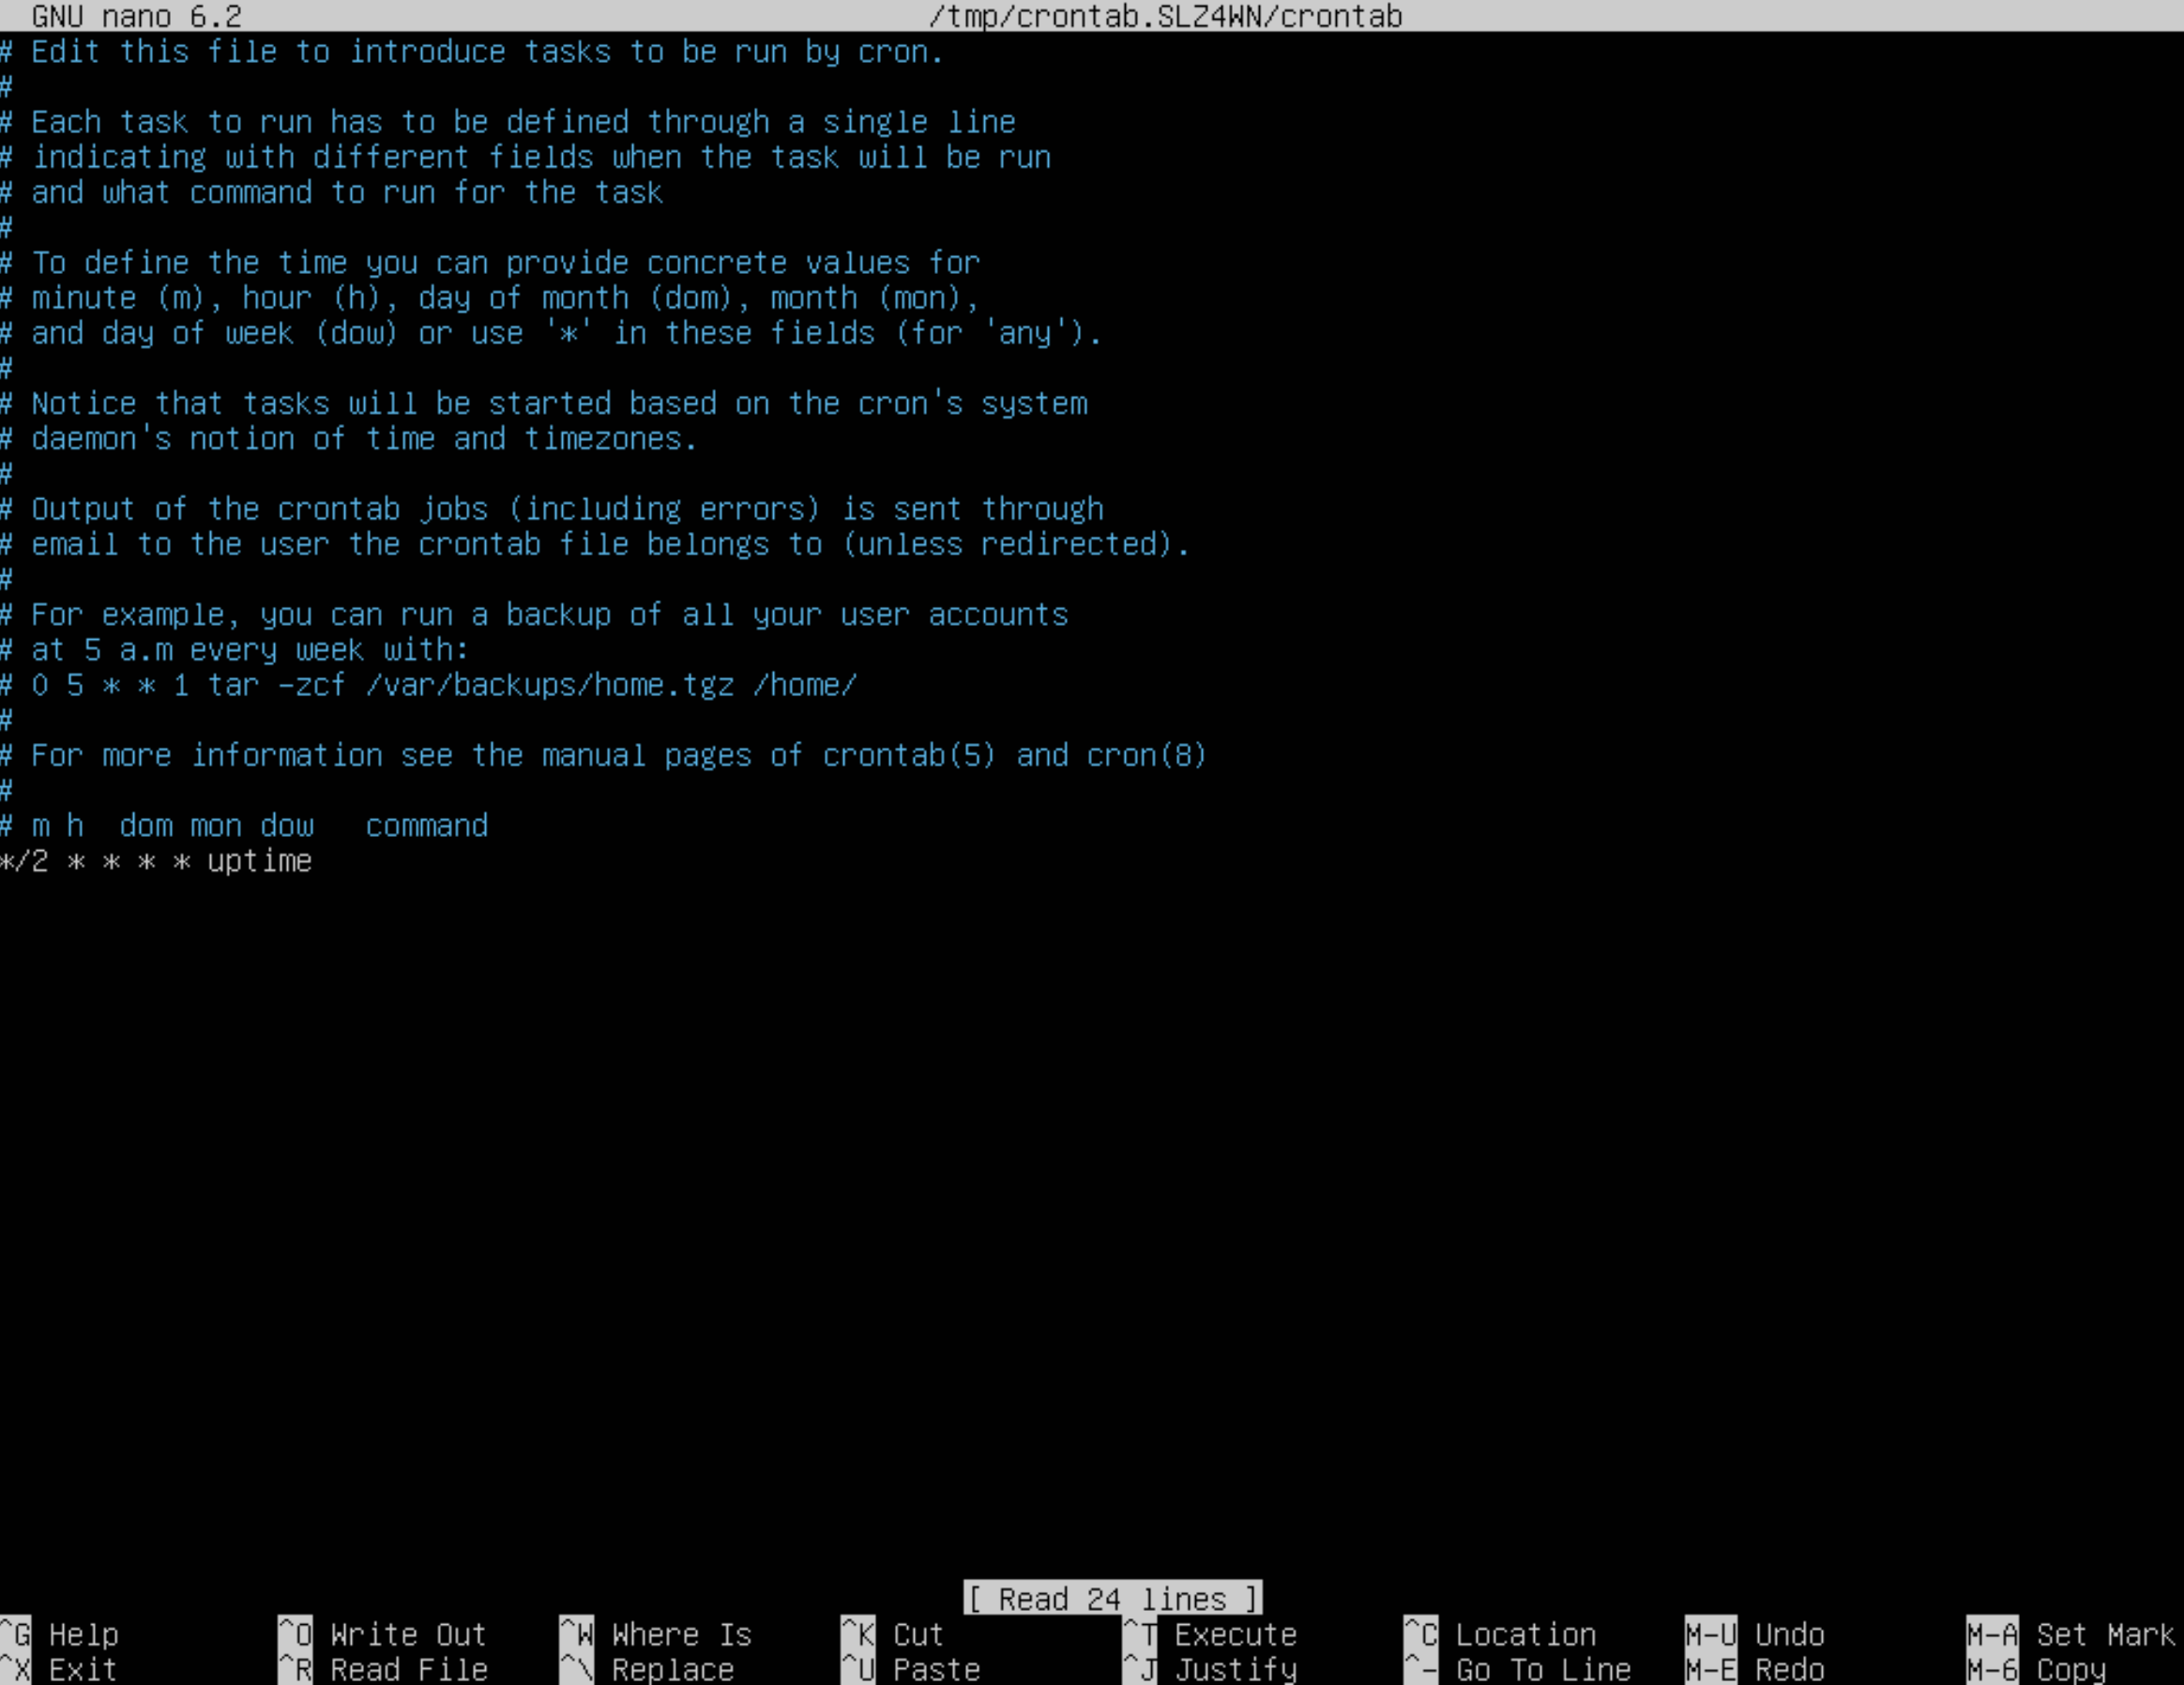 GNU nano 6.2 /tmp/crontab.SLZ4WN/crontab
# Edit this file to introduce tasks to be run by cron.
#
# Each task to run has to be defined through a single line
# indicating with different fields when the task will be run
# and what command to run for the task
#
# To define the time you can provide concrete values for
# minute (m), hour (h), day of month (dom), month (mon),
# and day of week (dow) or use '*' in these fields (for 'any').
#
# Notice that tasks will be started based on the cron's system
# daemon's notion of time and timezones.
#
# Output of the crontab jobs (including errors) is sent through
# email to the user the crontab file belongs to (unless redirected).
#
# For example, you can run a backup of all your user accounts
# at 5 a.m every week with:
# 0 5 * * 1 tar -zcf /var/backups/home.tgz /home/
#
# For more information see the manual pages of crontab(5) and cron(8)
#
# m h  dom mon dow   command
*/2 * * * * uptime
[ Read 24 lines ]
^G Help ^O Write Out ^W Where Is ^K Cut ^T Execute ^C Location M-U Undo M-A Set Mark
^X Exit ^R Read File ^\ Replace ^U Paste ^J Justify ^- Go To Line M-E Redo M-6 Copy